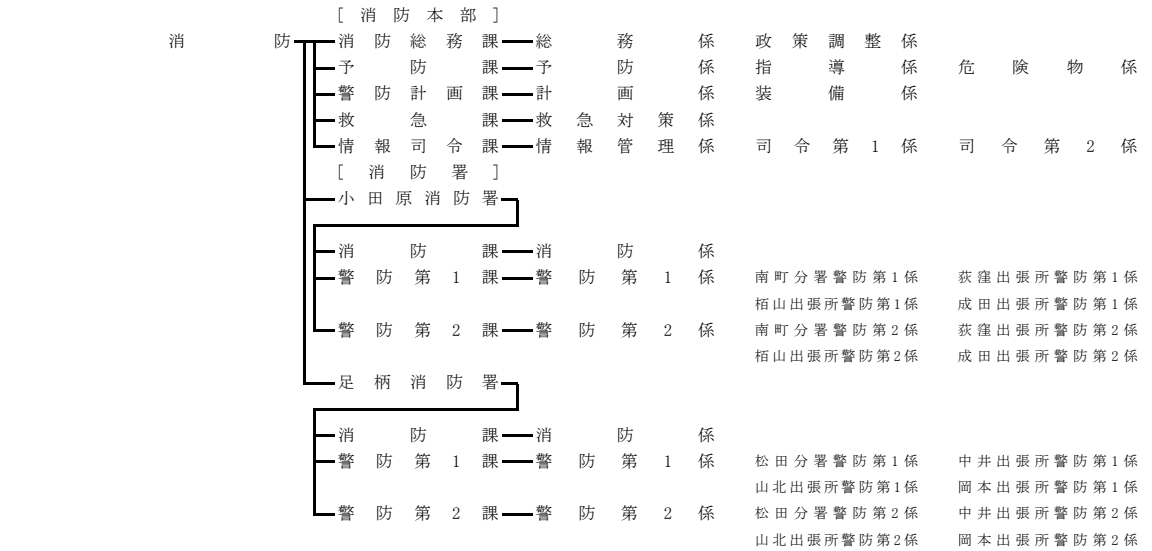 [消防本部]
消防 消防総務課 総務係 政策調整係
予防課 予防係 指導係 危険物係
警防計画課 計画係 装備係
救急課 救急対策係
情報司令課 情報管理係 司令第1係 司令第2係
[消防署]
小田原消防署
消防課 消防係
警防第1課 警防第1係 南町分署警防第1係 荻窪出張所警防第1係
栢山出張所警防第1係 成田出張所警防第1係
警防第2課 警防第2係 南町分署警防第2係 荻窪出張所警防第2係
栢山出張所警防第2係 成田出張所警防第2係
足柄消防署
消防課 消防係
警防第1課 警防第1係 松田分署警防第1係 中井出張所警防第1係
山北出張所警防第1係 岡本出張所警防第1係
警防第2課 警防第2係 松田分署警防第2係 中井出張所警防第2係
山北出張所警防第2係 岡本出張所警防第2係